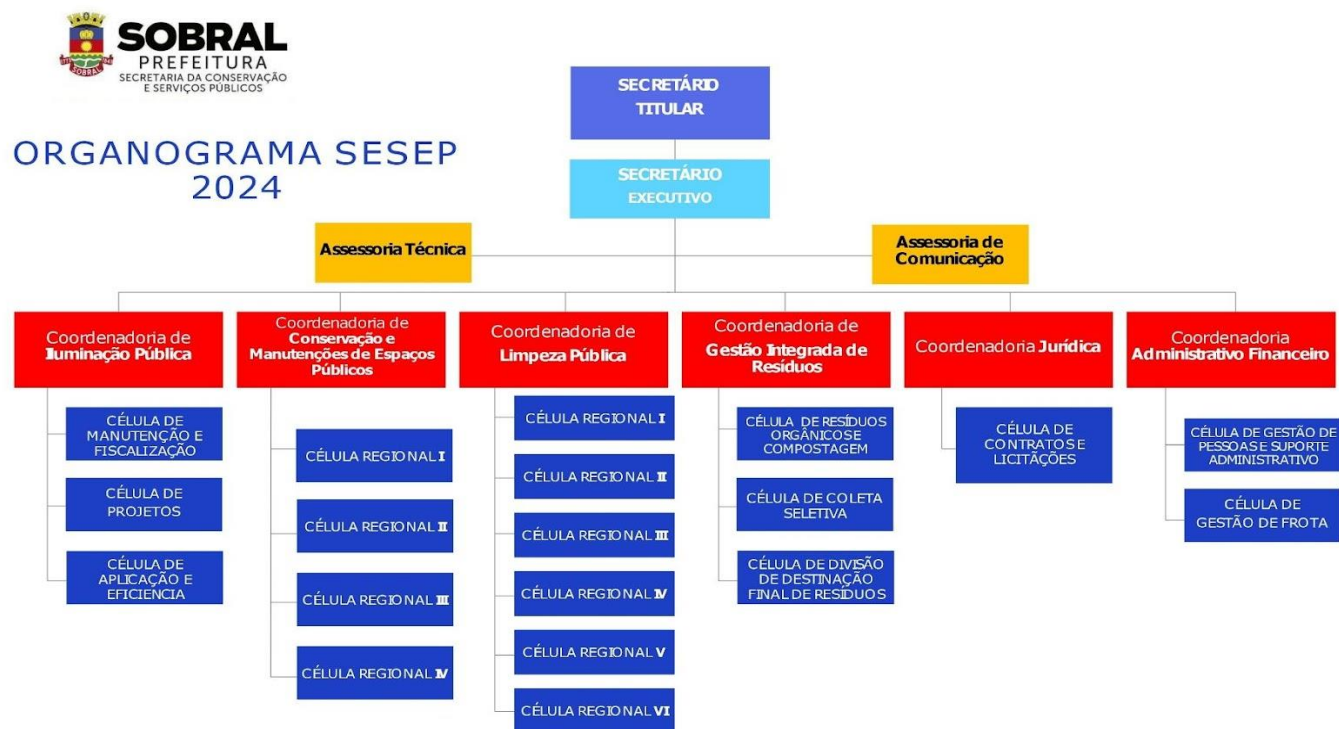 SOBRAL
PREFEITURA
SECRETARIA DA CONSERVAÇÃO
E SERVIÇOS PÚBLICOS
ORGANOGRAMA SESEP
2024
SECRETÁRIO
TITULAR
SECRETÁRIO
EXECUTIVO
Assessoria Técnica
Assessoria de
Comunicação
Coordenadoria de
Iluminação Pública
CÉLULA DE
MANUTENÇÃO E
FISCALIZAÇÃO
CÉLULA DE
PROJETOS
CÉLULA DE
APLICAÇÃO E
EFICIENCIA
Coordenadoria de
Conservação e
Manutenções de Espaços
Públicos
CÉLULA REGIONAL I
CÉLULA REGIONAL II
CÉLULA REGIONAL III
CÉLULA REGIONAL IV
Coordenadoria de
Limpeza Pública
CÉLULA REGIONAL I
CÉLULA REGIONAL II
CÉLULA REGIONAL III
CÉLULA REGIONAL IV
CÉLULA REGIONAL V
CÉLULA REGIONAL VI
Coordenadoria de
Gestão Integrada de
Resíduos
CÉLULA DE RESÍDUOS
ORGÂNICOS E
COMPOSTAGEM
CÉLULA DE COLETA
SELETIVA
CÉLULA DE DIVISÃO
DE DESTINAÇÃO
FINAL DE RESÍDUOS
Coordenadoria Jurídica
CÉLULA DE
CONTRATOS E
LICITAÇÕES
Coordenadoria
Administrativo Financeiro
CÉLULA DE GESTÃO DE
PESSOAS E SUPORTE
ADMINISTRATIVO
CÉLULA DE
GESTÃO DE FROTA